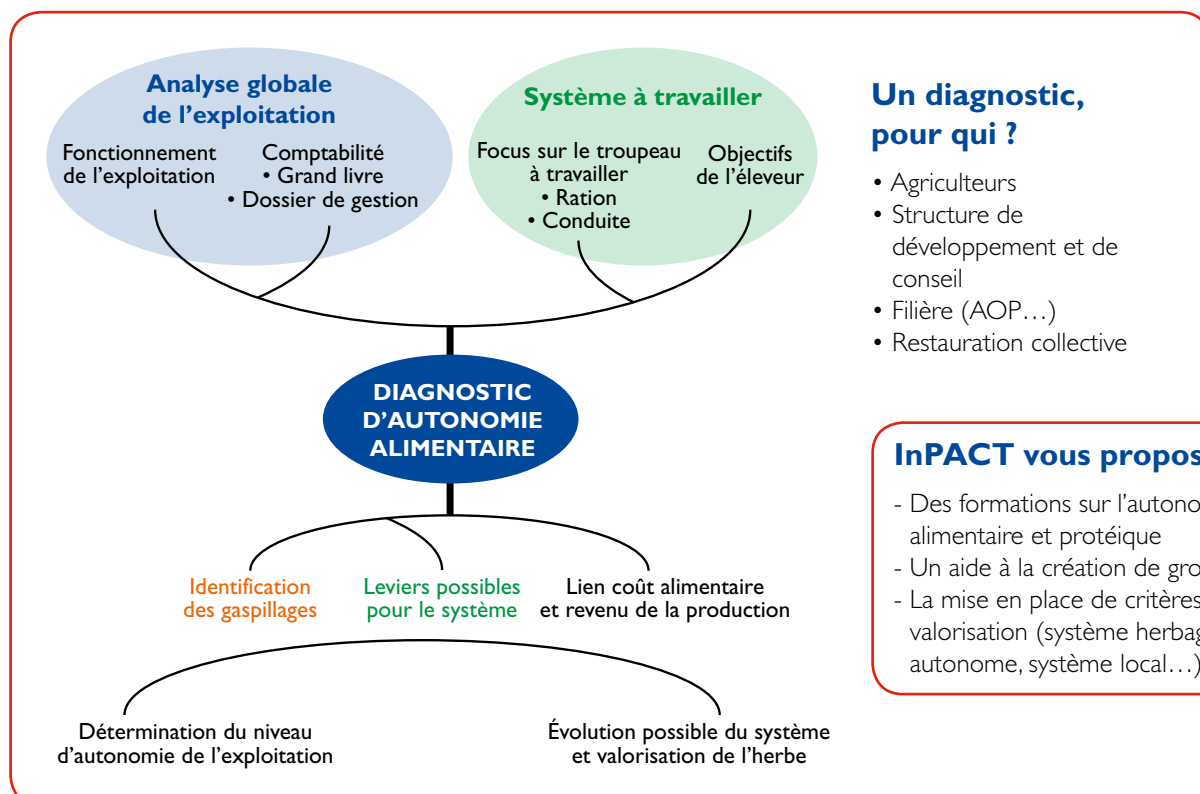 Analyse globale
de l'exploitation
Fonctionnement
de l'exploitation
Comptabilité
• Grand livre
• Dossier de gestion
Système à travailler
Focus sur le troupeau
à travailler
• Ration
• Conduite
Objectifs
de l'éleveur
DIAGNOSTIC
D'AUTONOMIE
ALIMENTAIRE
Identification
des gaspillages
Leviers possibles
pour le système
Lien coût alimentaire
et revenu de la production
Détermination du niveau
d'autonomie de l'exploitation
Évolution possible du système
et valorisation de l'herbe
Un diagnostic,
pour qui ?
• Agriculteurs
• Structure de
développement et de
conseil
• Filière (AOP…)
• Restauration collective
InPACT vous
- Des formations sur
alimentaire et protéique
- Un aide à la création de
- La mise en place de critères
valorisation (système
autonome, système local…)